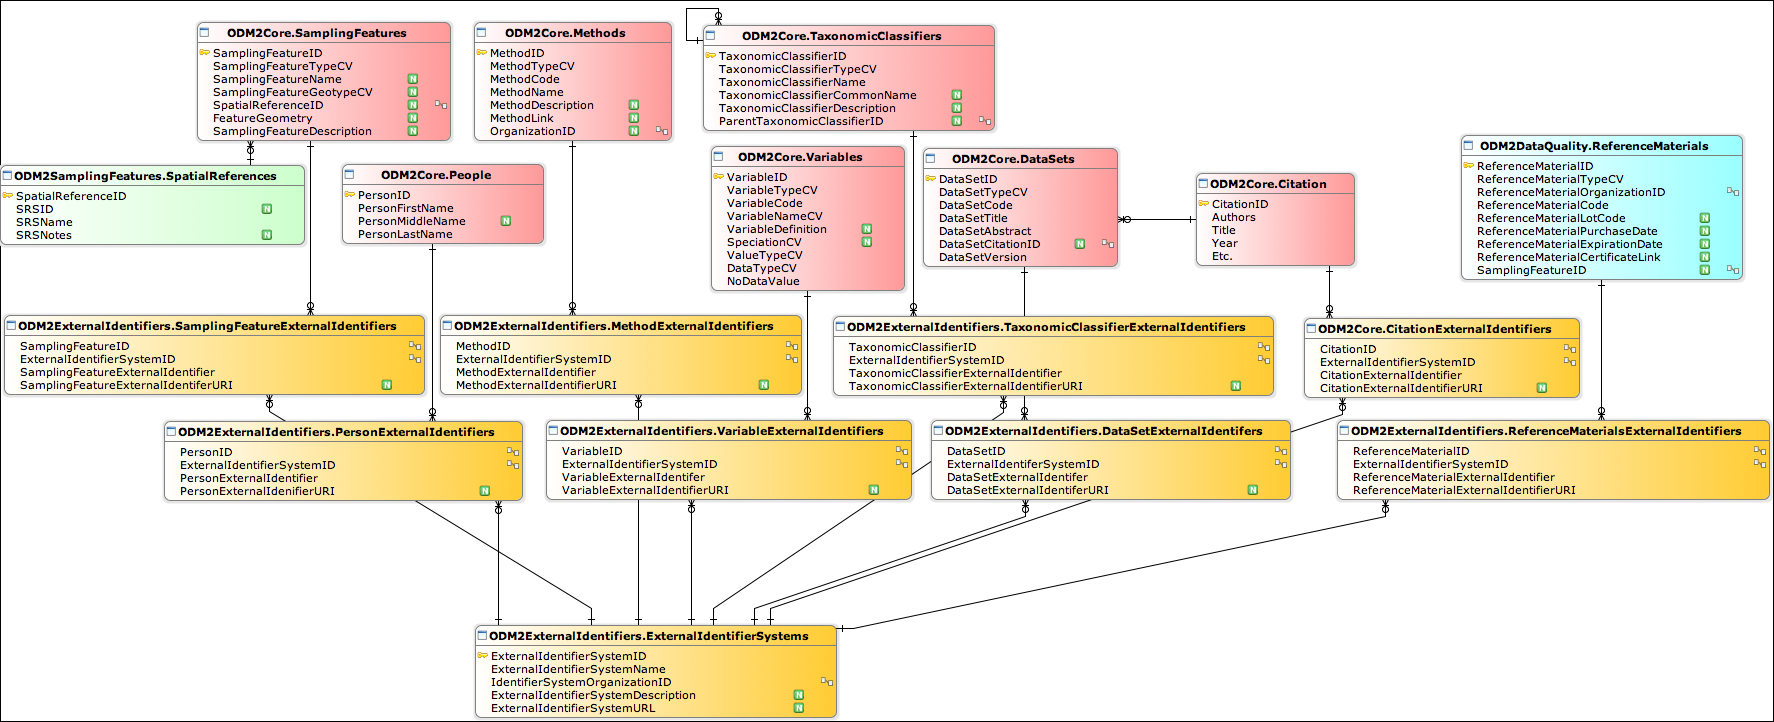 ODM2Core.SamplingFeatures
SamplingFeatureID
SamplingFeatureTypeCV
SamplingFeatureName N
SamplingFeatureGeotypeCV N
SpatialReferenceID N
FeatureGeometry N
SamplingFeatureDescription N
ODM2Core.Methods
MethodID
MethodTypeCV
MethodCode
MethodName
MethodDescription N
MethodLink N
OrganizationID N
ODM2Core.TaxonomicClassifiers
TaxonomicClassifierID
TaxonomicClassifierTypeCV
TaxonomicClassifierName
TaxonomicClassifierCommonName N
TaxonomicClassifierDescription N
ParentTaxonomicClassifierID N
ODM2SamplingFeatures.SpatialReferences
SpatialReferenceID
SRSID N
SRSName
SRSNotes N
ODM2Core.People
PersonID
PersonFirstName
PersonMiddleName N
PersonLastName
ODM2Core.Variables
VariableID
VariableTypeCV
VariableCode
VariableNameCV
VariableDefinition N
SpeciationCV N
ValueTypeCV
DataTypeCV
NoDataValue
ODM2Core.DataSets
DataSetID
DataSetTypeCV
DataSetCode
DataSetTitle
DataSetAbstract
DataSetCitationID N
DataSetVersion
ODM2Core.Citation
CitationID
Authors
Title
Year
Etc.
ODM2DataQuality.ReferenceMaterials
ReferenceMaterialID
ReferenceMaterialTypeCV
ReferenceMaterialOrganizationID
ReferenceMaterialCode
ReferenceMaterialLotCode N
ReferenceMaterialPurchaseDate N
ReferenceMaterialExpirationDate N
ReferenceMaterialCertificateLink N
SamplingFeatureID N
ODM2ExternalIdentifiers.SamplingFeatureExternalIdentifiers
SamplingFeatureID
ExternalIdentifierSystemID
SamplingFeatureExternalIdentifier
SamplingFeatureExternalIdentiferURI N
ODM2ExternalIdentifiers.MethodExternalIdentifiers
MethodID
ExternalIdentifierSystemID
MethodExternalIdentifier
MethodExternalIdentifierURI N
ODM2ExternalIdentifiers.TaxonomicClassifierExternalIdentifiers
TaxonomicClassifierID
ExternalIdentifierSystemID
TaxonomicClassifierExternalIdentifier
TaxonomicClassifierExternalIdentifierURI N
ODM2Core.CitationExternalIdentifiers
CitationID
ExternalIdentifierSystemID
CitationExternalIdentifier
CitationExternalIdentifierURI N
ODM2ExternalIdentifiers.PersonExternalIdentifiers
PersonID
ExternalIdentifierSystemID
PersonExternalIdentifier
PersonExternalIdenifierURI N
ODM2ExternalIdentifiers.VariableExternalIdentifiers
VariableID
ExternalIdentifierSystemID
VariableExternalIdentifer
VariableExternalIdentifierURI N
ODM2ExternalIdentifiers.DataSetExternalIdentifers
DataSetID
ExternalIdentiferSystemID
DataSetExternalIdentifer
DataSetExternalIdentiferURI N
ODM2ExternalIdentifiers.ReferenceMaterialsExternalIdentifiers
ReferenceMaterialID
ExternalIdentifierSystemID
ReferenceMaterialExternalIdentifier
ReferenceMaterialExternalIdentifierURI
ODM2ExternalIdentifiers.ExternalIdentifierSystems
ExternalIdentifierSystemID
ExternalIdentifierSystemName
IdentifierSystemOrganizationID
ExternalIdentifierSystemDescription N
ExternalIdentifierSystemURL N